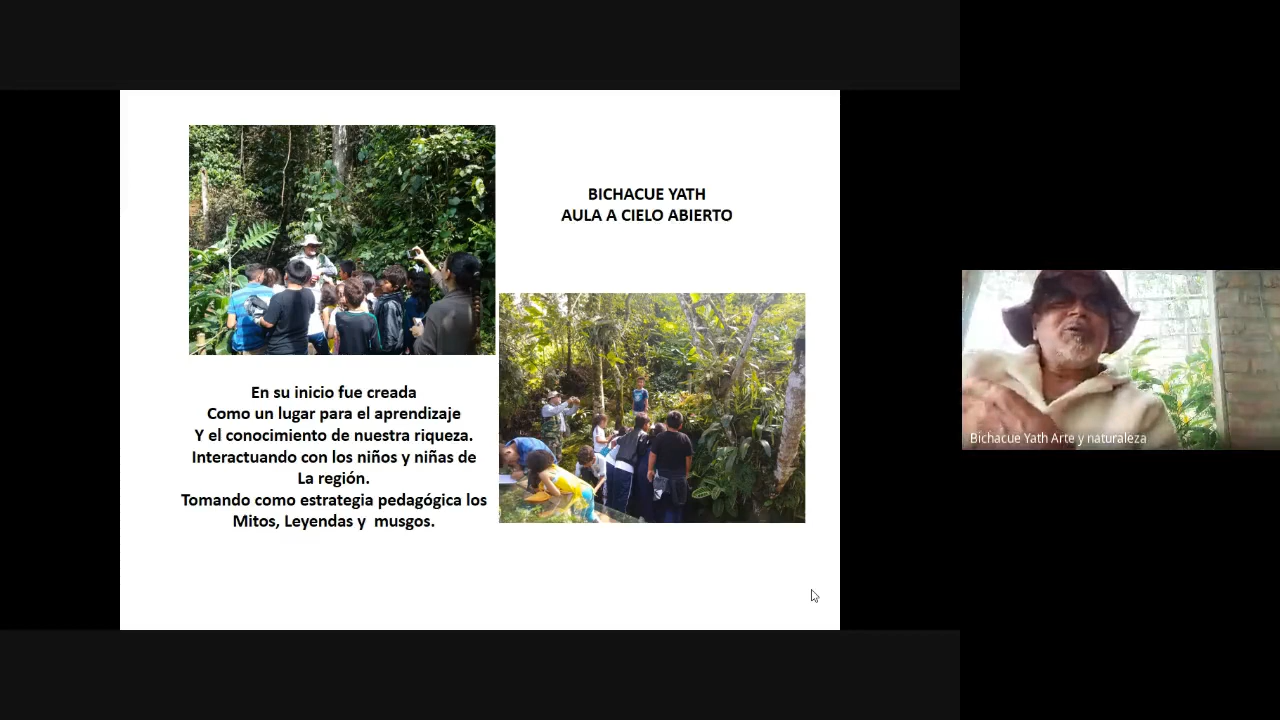 BICHACUE YATH
AULA A CIELO ABIERTO
En su inicio fue creada
Como un lugar para el aprendizaje
Y el conocimiento de nuestra riqueza.
Interactuando con los niños y niñas de
La región.
Tomando como estrategia pedagógica los
Mitos, Leyendas y musgos.
Bichacue Yath Arte y naturaleza